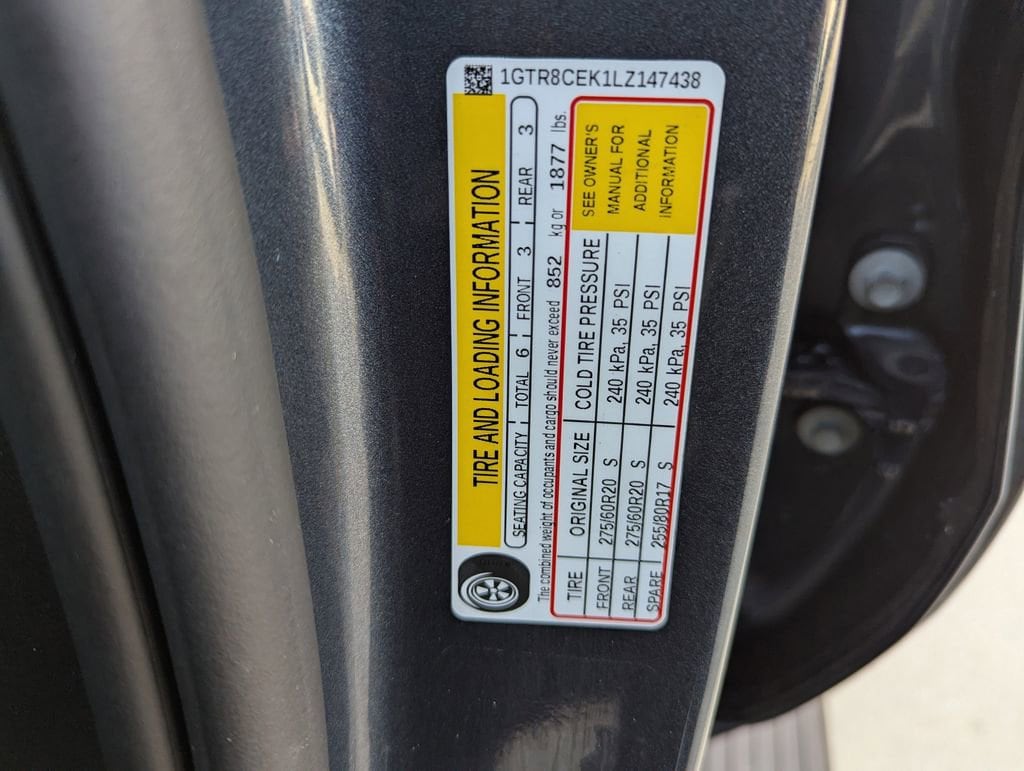 1GTR8CEK1LZ147438
TIRE AND LOADING INFORMATION
SEATING CAPACITY TOTAL 6 FRONT 3 REAR 3
The combined weight of occupants and cargo should never exceed 852 kg or 1877 lbs.
TIRE ORIGINAL SIZE COLD TIRE PRESSURE
FRONT 275/60R20 S 240 kPa, 35 PSI
REAR 275/60R20 S 240 kPa, 35 PSI
SPARE 255/80R17 S 240 kPa, 35 PSI
SEE OWNER'S
MANUAL FOR
ADDITIONAL
INFORMATION